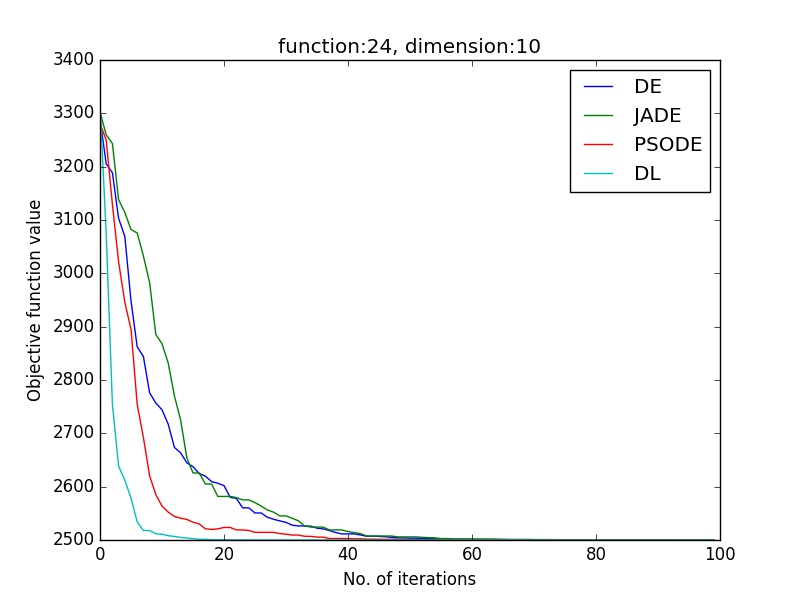 function:24, dimension:10
3400
3300
3200
3100
3000
2900
2800
2700
2600
2500
Objective function value
DE
JADE
PSODE
DL
0
20
40
60
80
100
No. of iterations